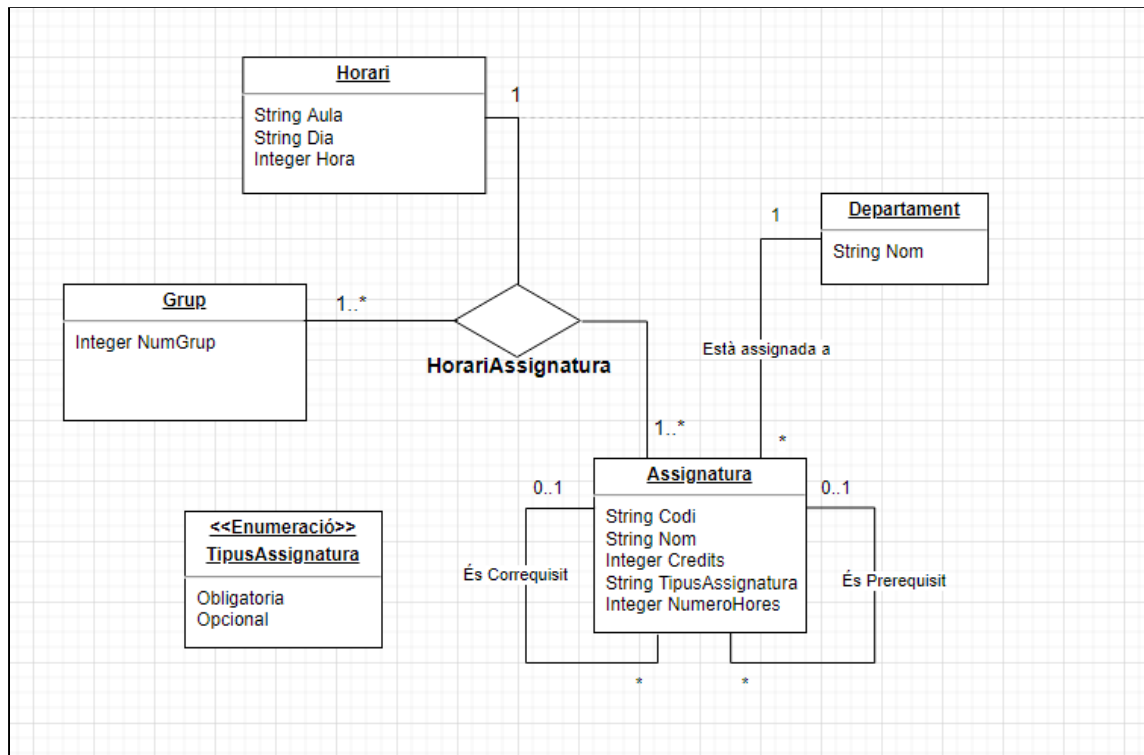 Horari
String Aula
String Dia
Integer Hora
1
Departament
String Nom
1
Grup
Integer NumGrup
1..*
HorariAssignatura
Està assignada a
1..*
*
Assignatura
String Codi
String Nom
Integer Credits
String TipusAssignatura
Integer NumeroHores
0..1
0..1
És Correquisit
És Prerequisit
*
*
<<Enumeració>>
TipusAssignatura
Obligatoria
Opcional